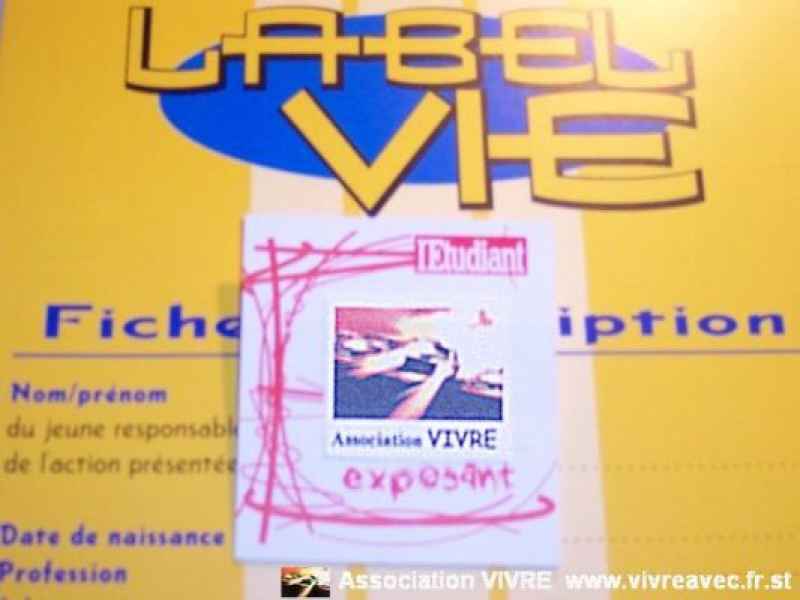 LABEL
VIE
l'Etudiant
Fiche iption
Nom/prénom
du jeune responsable
de l'action présentée
Association VIVRE
exposant
Date de naissance
Profession
Association VIVRE www.vivreavec.fr.st